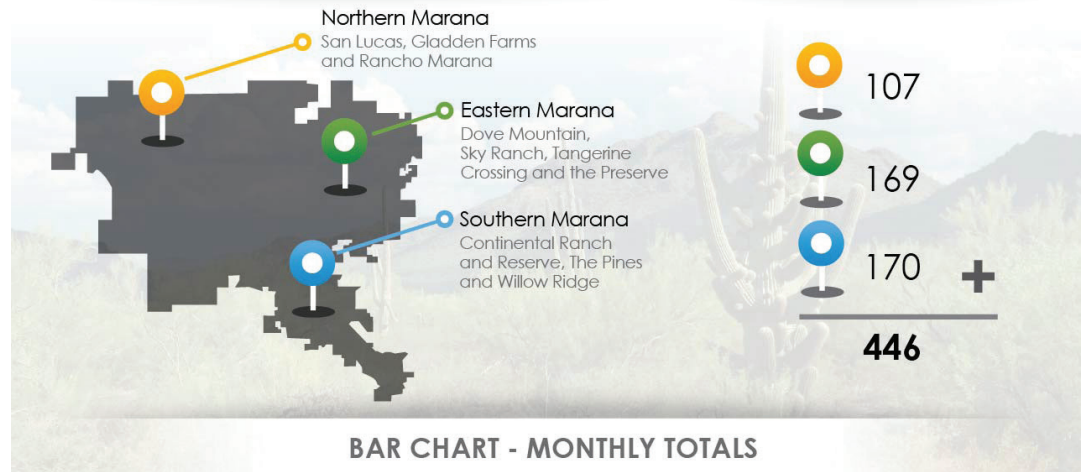 Northern Marana
San Lucas, Gladden Farms
and Rancho Marana
Eastern Marana
Dove Mountain,
Sky Ranch, Tangerine
Crossing and the Preserve
Southern Marana
Continental Ranch
and Reserve, The Pines
and Willow Ridge
107
169
170 +
446
BAR CHART - MONTHLY TOTALS